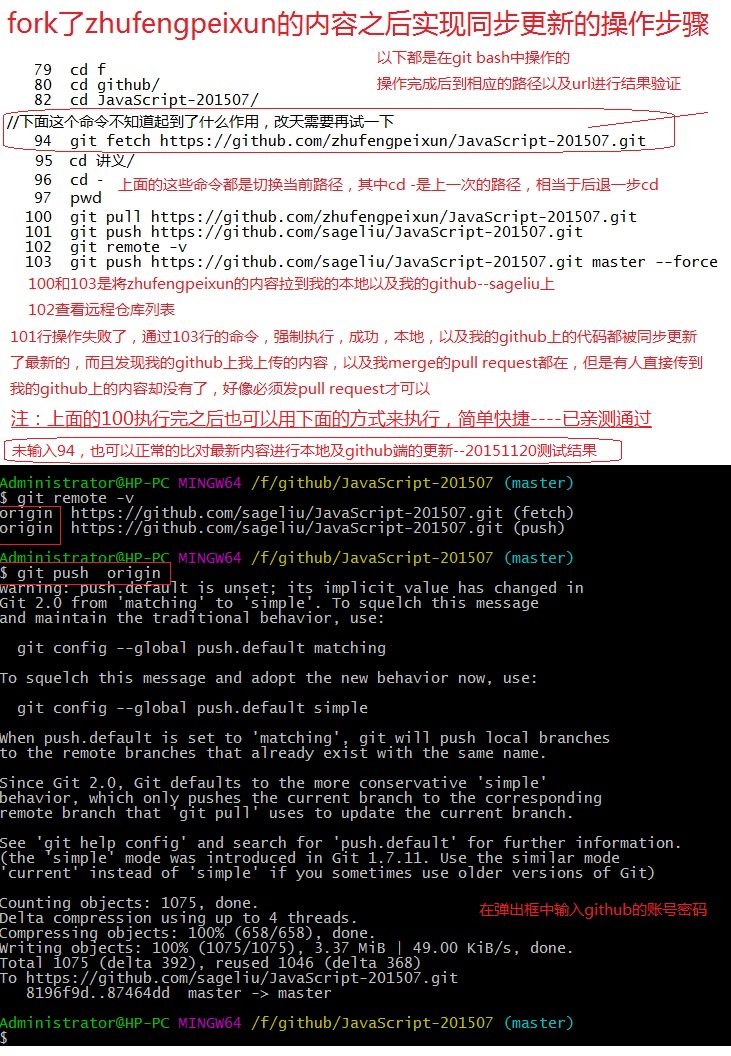 fork了zhufengpeixun的内容之后实现同步更新的操作步骤
以下都是在git bash中操作的
操作完成后到相应的路径以及url进行结果验证
79 cd f
80 cd github/
82 cd JavaScript-201507/
//下面这个命令不知道起到了什么作用，改天需要再试一下
94 git fetch https://github.com/zhufengpeixun/JavaScript-201507.git
95 cd 讲义/
96 cd -
上面的这些命令都是切换当前路径，其中cd -是上一次的路径，相当于后退一步cd
97 pwd
100 git pull https://github.com/zhufengpeixun/JavaScript-201507.git
101 git push https://github.com/sageliu/JavaScript-201507.git
102 git remote -v
103 git push https://github.com/sageliu/JavaScript-201507.git master --force
100和103是将zhufengpeixun的内容拉到我的本地以及我的github--sageliu上
102查看远程仓库列表
101行操作失败了，通过103行的命令，强制执行，成功，本地，以及我的github上的代码都被同步更新
了最新的，而且发现我的github上我上传的内容，以及我merge的pull request都在，但是有人直接传到
我的github上的内容却没有了，好像必须发pull request才可以
注：上面的100执行完之后也可以用下面的方式来执行，简单快捷----已亲测通过
未输入94，也可以正常的比对最新内容进行本地及github端的更新--20151120测试结果
Administrator@HP-PC MINGW64 /f/github/JavaScript-201507 (master)
$ git remote -v
origin https://github.com/sageliu/JavaScript-201507.git (fetch)
origin https://github.com/sageliu/JavaScript-201507.git (push)
Administrator@HP-PC MINGW64 /f/github/JavaScript-201507 (master)
$ git push  origin
warning: push.default is unset; its implicit value has changed in
Git 2.0 from 'matching' to 'simple'. To squelch this message
and maintain the traditional behavior, use:
git config --global push.default matching
To squelch this message and adopt the new behavior now, use:
git config --global push.default simple
When push.default is set to 'matching', git will push local branches
to the remote branches that already exist with the same name.
Since Git 2.0, Git defaults to the more conservative 'simple'
behavior, which only pushes the current branch to the corresponding
remote branch that 'git pull' uses to update the current branch.
See 'git help config' and search for 'push.default' for further information.
(the 'simple' mode was introduced in Git 1.7.11. Use the similar mode
'current' instead of 'simple' if you sometimes use older versions of Git)
Counting objects: 1075, done.
在弹出框中输入github的账号密码
Delta compression using up to 4 threads.
Compressing objects: 100% (658/658), done.
Writing objects: 100% (1075/1075), 3.37 MiB | 49.00 KiB/s, done.
Total 1075 (delta 392), reused 1046 (delta 368)
To https://github.com/sageliu/JavaScript-201507.git
8196f9d..87464dd  master -> master
Administrator@HP-PC MINGW64 /f/github/JavaScript-201507 (master)
$